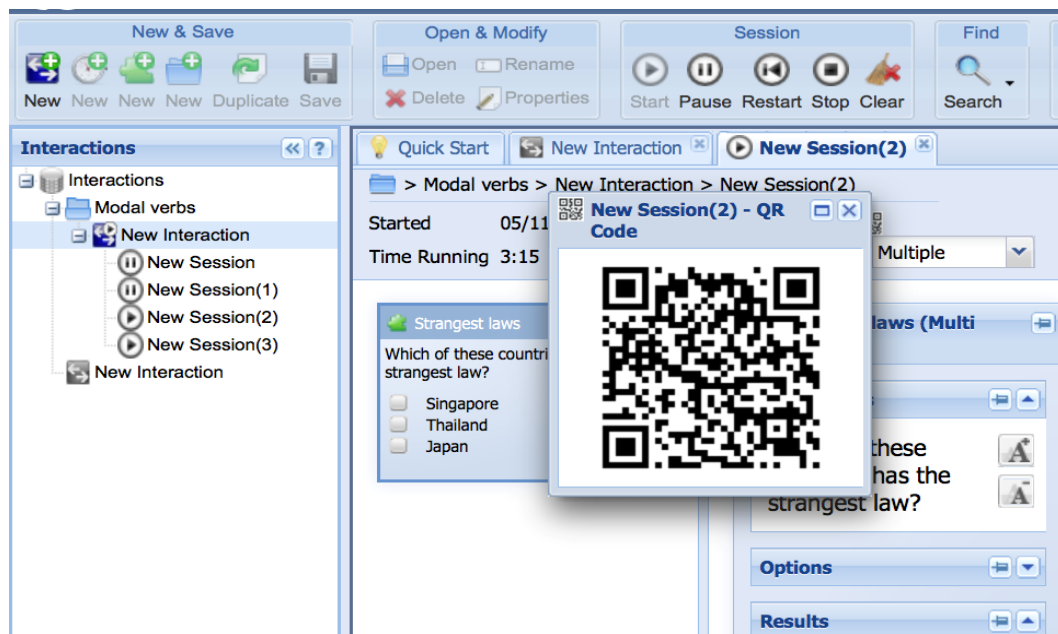 New & Save
New New New New Duplicate Save
Open & Modify
Open Rename
Delete Properties
Session
Start Pause Restart Stop Clear
Find
Search
Interactions
Interactions
Modal verbs
New Interaction
New Session
New Session(1)
New Session(2)
New Session(3)
New Interaction
Quick Start New Interaction New Session(2)
> Modal verbs > New Interaction > New Session(2)
Started 05/11
Time Running 3:15
Multiple
New Session(2) - QR
Code
Strangest laws
Which of these countri
strangest law?
Singapore
Thailand
Japan
laws (Multi
these
has the
strangest law?
A+
A-
Options
Results